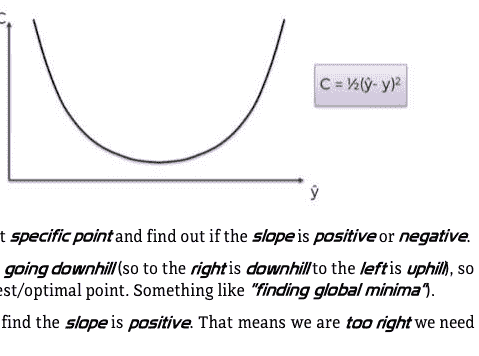 C
C = ½(ŷ- y)²
ŷ
specific point and find out if the slope is positive or negative.
going downhill (so to the right is downhill to the left is uphill), so
/optimal point. Something like "finding global minima").
find the slope is positive. That means we are too right we need